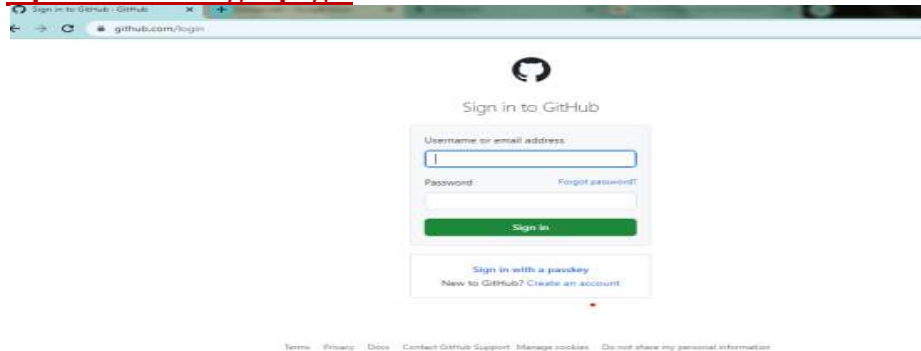 Sign in to GitHub · GitHub
github.com/login
Sign in to GitHub
Username or email address
Password Forgot password?
Sign in
Sign in with a passkey
New to GitHub? Create an account
Terms Privacy Docs Contact GitHub Support Manage cookies Do not share my personal information